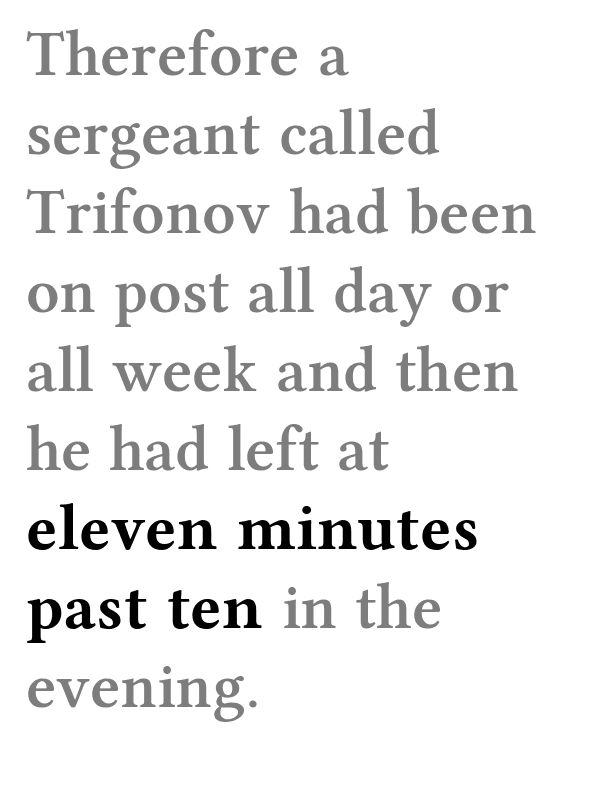 Therefore a
sergeant called
Trifonov had been
on post all day or
all week and then
he had left at
eleven minutes
past ten in the
evening.